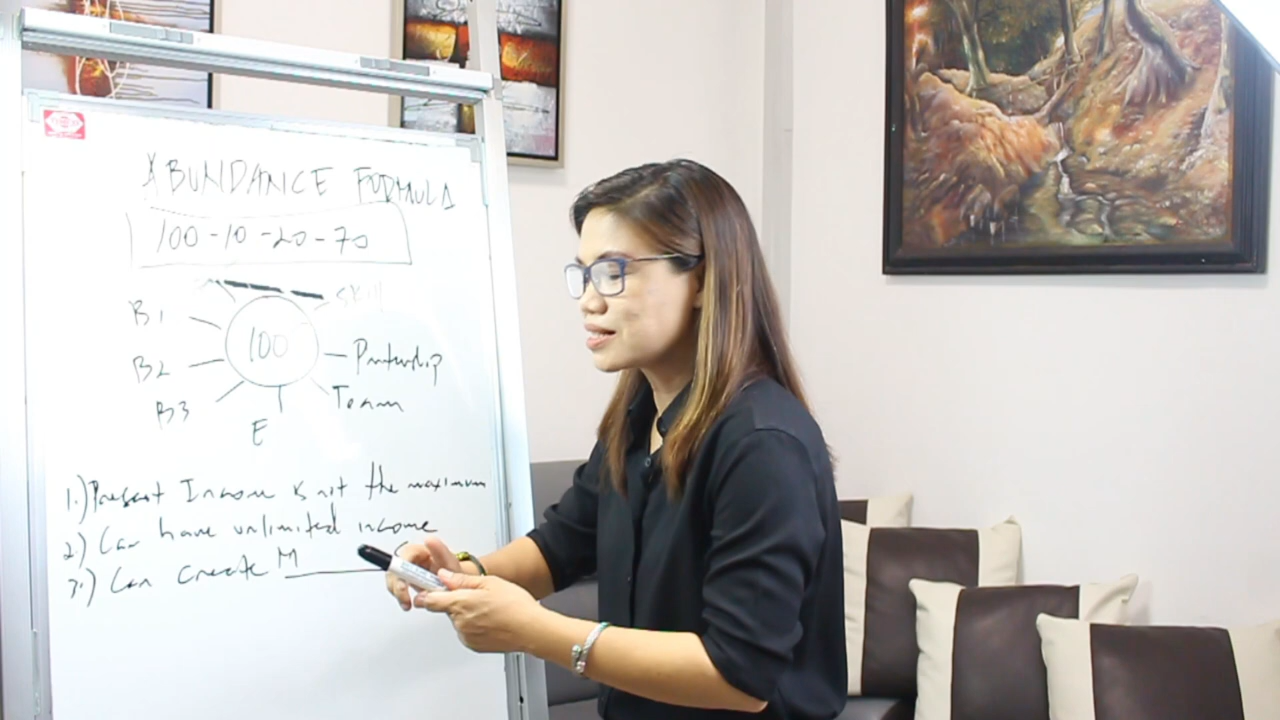 ABUNDANCE FORMULA
100-10-20-70
Skill
B1
100
Partnership
B2
Team
B3
E
1.) Present Income is not the maximum
2.) Can have unlimited income
3.) Can create M